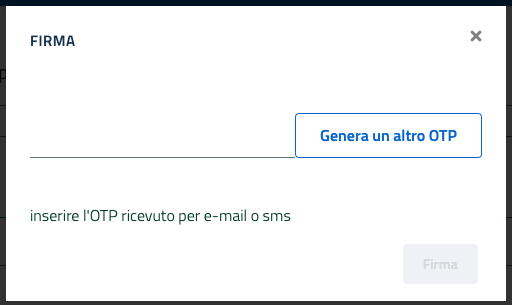 FIRMA
Genera un altro OTP
inserire l'OTP ricevuto per e-mail o sms
Firma